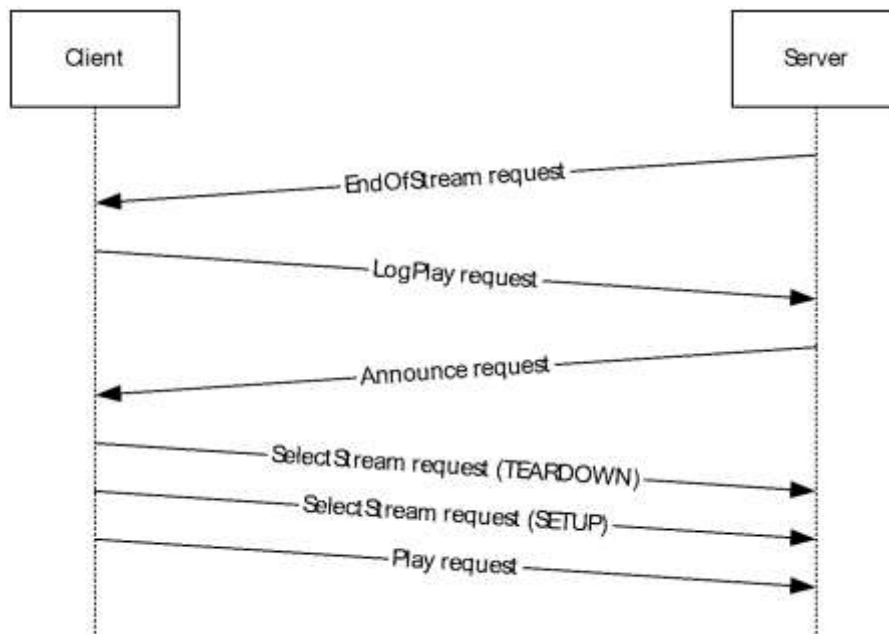 Client
Server
EndOfStream request
LogPlay request
Announce request
SelectStream request (TEARDOWN)
SelectStream request (SETUP)
Play request